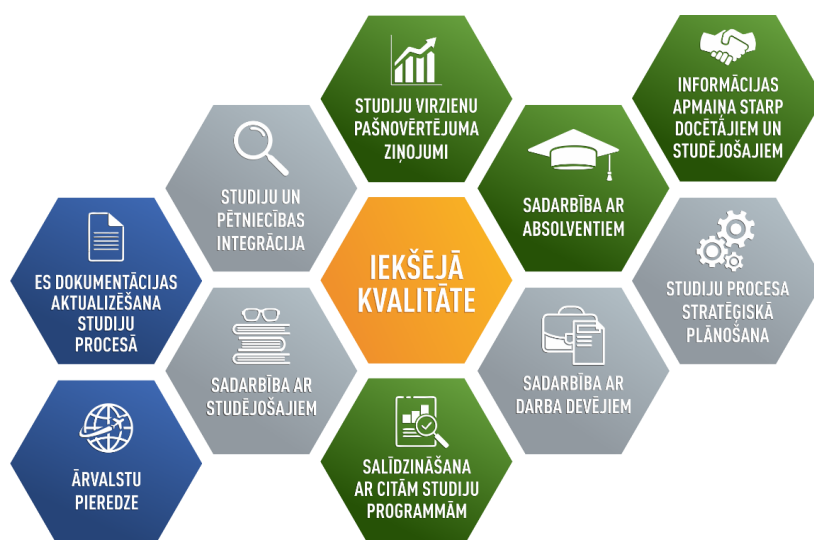 STUDIJU VIRZIENU
PAŠNOVĒRTĒJUMA
ZIŅOJUMI
INFORMĀCIJAS
APMAIŅA STARP
DOCĒTĀJIEM UN
STUDĒJOŠAJIEM
STUDIJU UN
PĒTNIECĪBAS
INTEGRĀCIJA
SADARBĪBA AR
ABSOLVENTIEM
ES DOKUMENTĀCIJAS
AKTUALIZĒŠANA
STUDIJU
PROCESĀ
IEKŠĒJĀ
KVALITĀTE
STUDIJU PROCESA
STRATĒĢISKĀ
PLĀNOŠANA
SADARBĪBA AR
STUDĒJOŠAJIEM
SADARBĪBA AR
DARBA DEVĒJIEM
ĀRVALSTU
PIEREDZE
SALĪDZINĀŠANA
AR CITĀM STUDIJU
PROGRAMMĀM